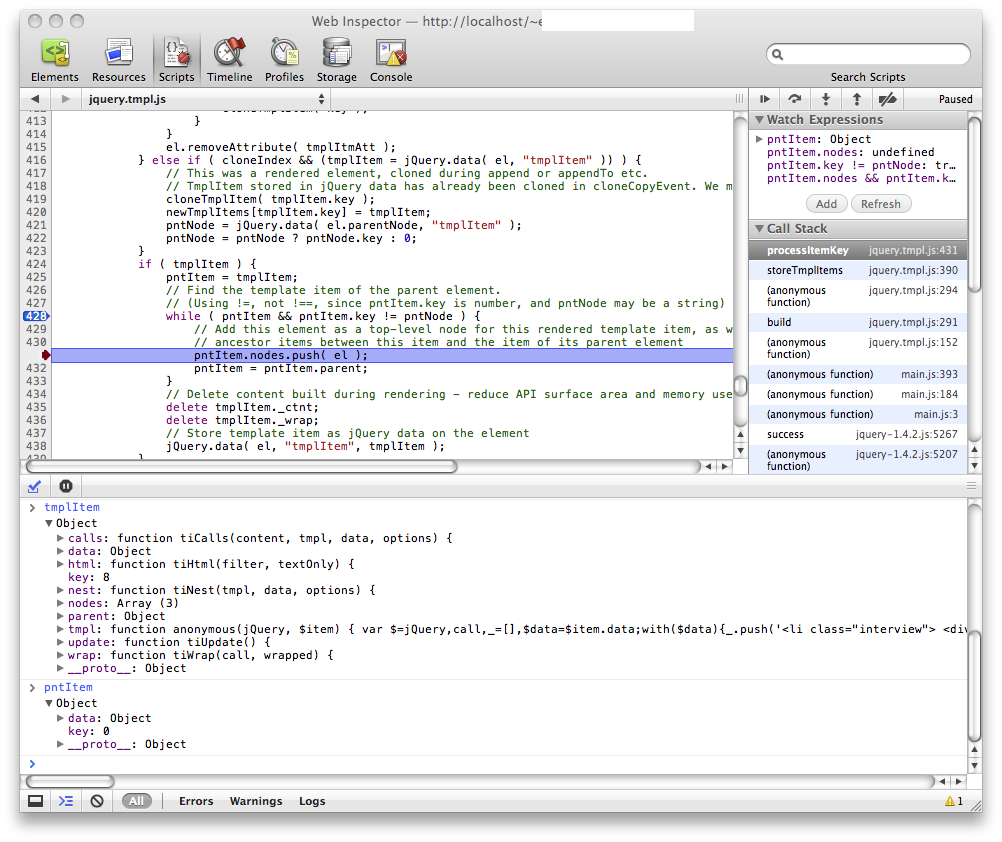 Web Inspector — http://localhost/~e
Elements Resources Scripts Timeline Profiles Storage Console
Search Scripts
jquery.tmpl.js
Paused
413 }
414 }
415 el.removeAttribute( tmplItmAtt );
416 } else if ( cloneIndex && (tmplItem = jQuery.data( el, "tmplItem" )) ) {
417 // This was a rendered element, cloned during append or appendTo etc.
418 // TmplItem stored in jQuery data has already been cloned in cloneCopyEvent. We m
419 cloneTmplItem( tmplItem.key );
420 newTmplItems[tmplItem.key] = tmplItem;
421 pntNode = jQuery.data( el.parentNode, "tmplItem" );
422 pntNode = pntNode ? pntNode.key : 0;
423 }
424 if ( tmplItem ) {
425 pntItem = tmplItem;
426 // Find the template item of the parent element.
427 // (Using !=, not !==, since pntItem.key is number, and pntNode may be a string)
428 while ( pntItem && pntItem.key != pntNode ) {
429 // Add this element as a top-level node for this rendered template item, as w
430 // ancestor items between this item and the item of its parent element
pntItem.nodes.push( el );
432 pntItem = pntItem.parent;
433 }
434 // Delete content built during rendering - reduce API surface area and memory use
435 delete tmplItem._ctnt;
436 delete tmplItem._wrap;
437 // Store template item as jQuery data on the element
438 jQuery.data( el, "tmplItem", tmplItem );
439 }
Watch Expressions
pntItem: Object
pntItem.nodes: undefined
pntItem.key != pntNode: tr…
pntItem.nodes && pntItem.k…
Add Refresh
Call Stack
processItemKey jquery.tmpl.js:431
storeTmplItems jquery.tmpl.js:390
(anonymous function) jquery.tmpl.js:294
build jquery.tmpl.js:291
(anonymous function) jquery.tmpl.js:152
(anonymous function) main.js:393
(anonymous function) main.js:184
(anonymous function) main.js:3
success jquery-1.4.2.js:5267
(anonymous function) jquery-1.4.2.js:5207
> tmplItem
Object
calls: function tiCalls(content, tmpl, data, options) {
data: Object
html: function tiHtml(filter, textOnly) {
key: 8
nest: function tiNest(tmpl, data, options) {
nodes: Array (3)
parent: Object
tmpl: function anonymous(jQuery, $item) { var $=jQuery,call,_=[],$data=$item.data;with($data){_.push('<li class="interview"> <div
update: function tiUpdate() {
wrap: function tiWrap(call, wrapped) {
__proto__: Object
> pntItem
Object
data: Object
key: 0
__proto__: Object
>
All Errors Warnings Logs
1